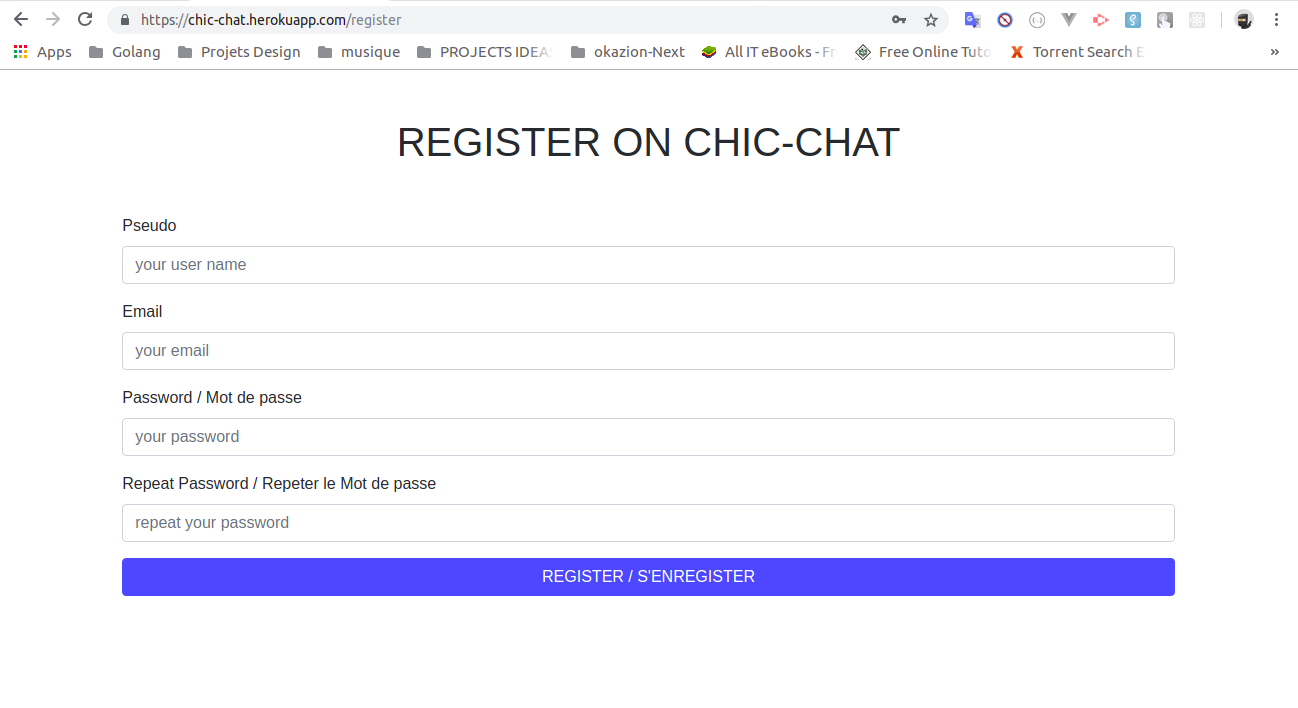 https://chic-chat.herokuapp.com/register
Apps Golang Projets Design musique PROJECTS IDEAS okazion-Next All IT eBooks - Fr Free Online Tuto Torrent Search E
REGISTER ON CHIC-CHAT
Pseudo
your user name
Email
your email
Password / Mot de passe
your password
Repeat Password / Repeter le Mot de passe
repeat your password
REGISTER / S'ENREGISTER